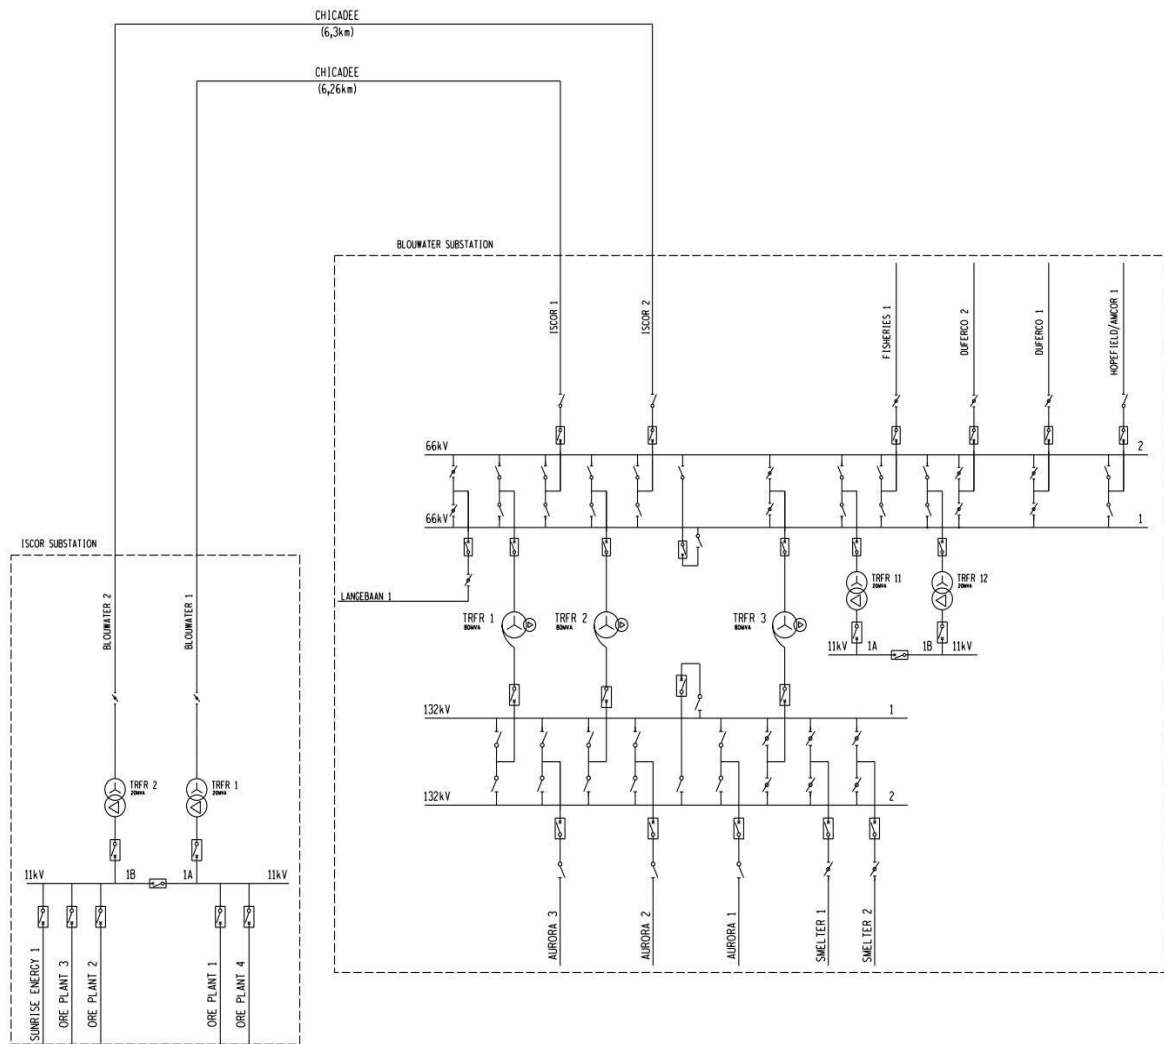 CHICADEE
(6,3km)
CHICADEE
(6,26km)
BLOUWATER SUBSTATION
ISCOR 1
ISCOR 2
FISHERIES 1
DUFERCO 2
DUFERCO 1
HOPEFIELD/AMCOR 1
66kV
2
66kV
1
LANGEBAAN 1
TRFR 1
80MVA
TRFR 2
80MVA
TRFR 3
80MVA
TRFR 11
20MVA
TRFR 12
20MVA
11kV
1A
1B
11kV
132kV
1
132kV
2
AURORA 3
AURORA 2
AURORA 1
SMELTER 1
SMELTER 2
ISCOR SUBSTATION
BLOUWATER 2
BLOUWATER 1
TRFR 2
20MVA
TRFR 1
20MVA
11kV
1B
1A
11kV
SUNRISE ENERGY 1
ORE PLANT 3
ORE PLANT 2
ORE PLANT 1
ORE PLANT 4